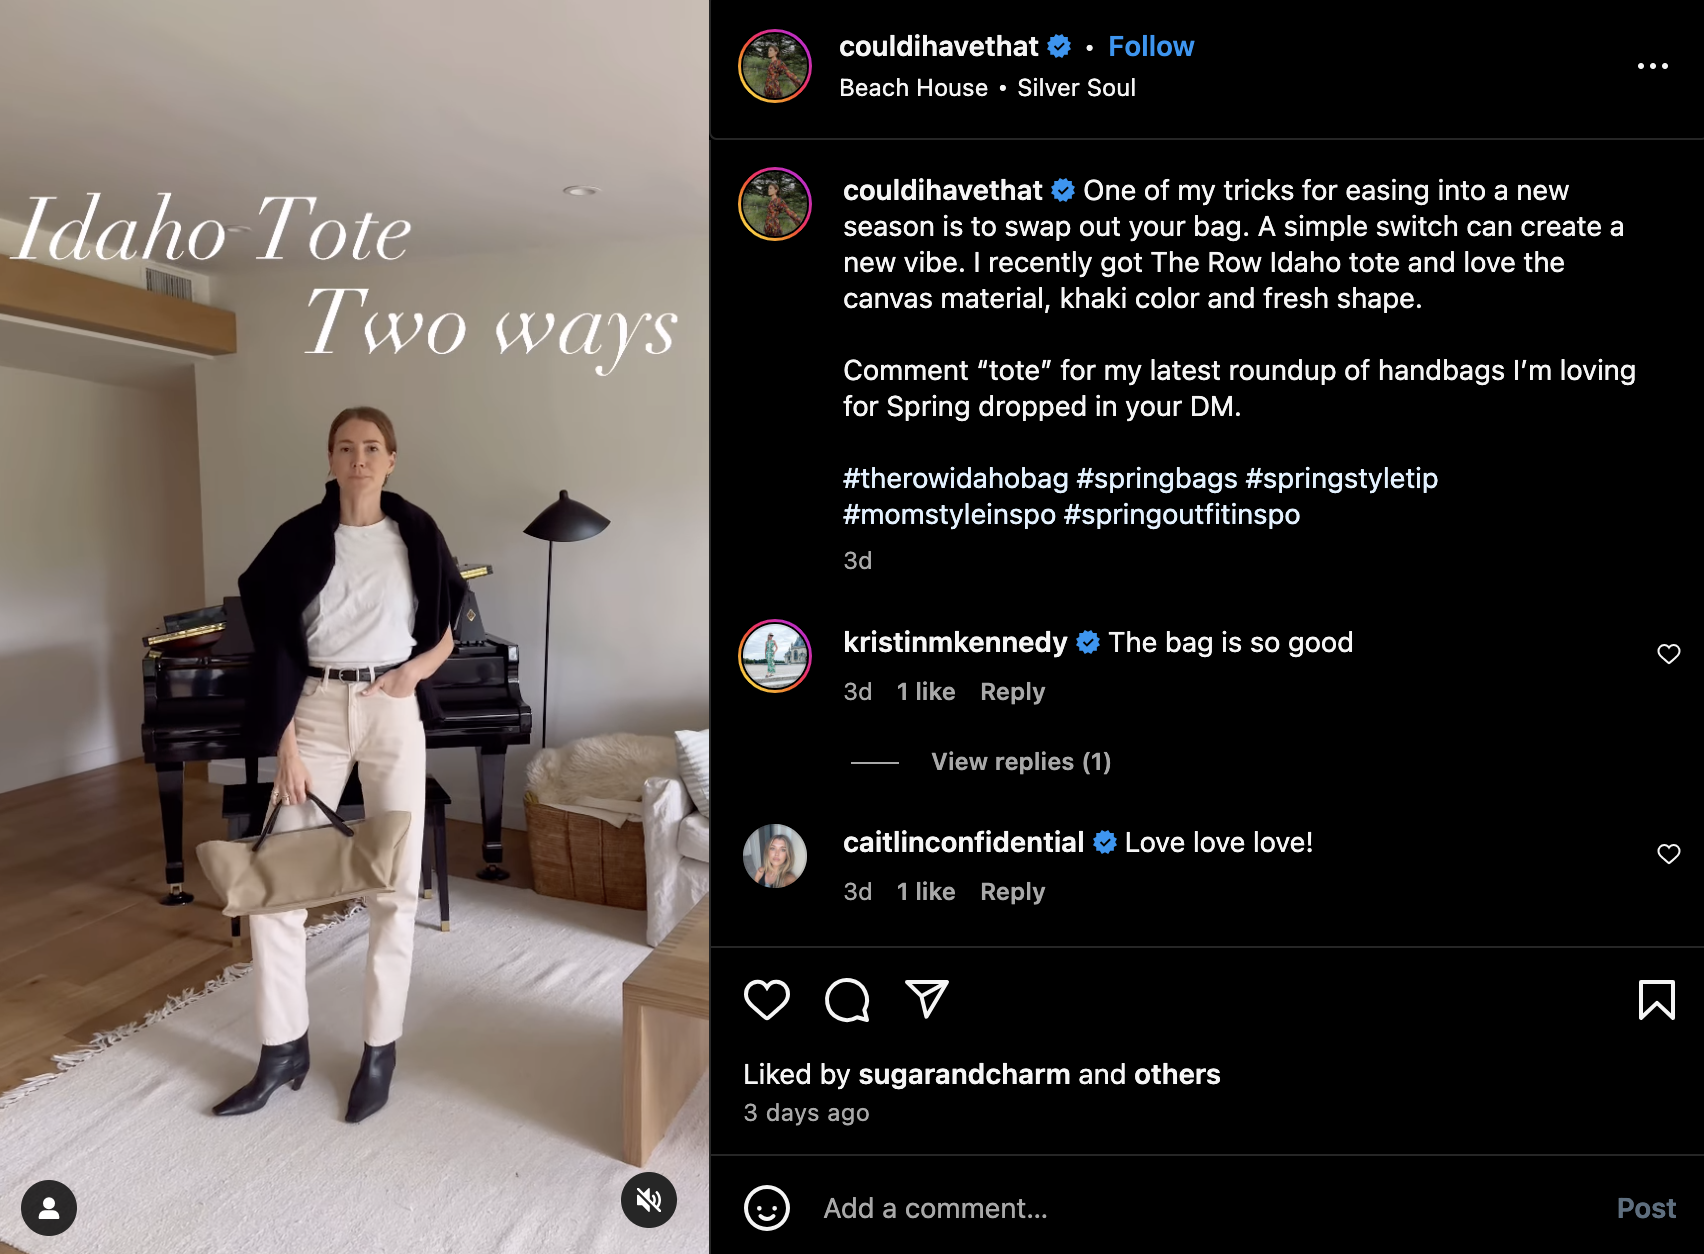 Idaho Tote
Two ways
couldihavethat • Follow
Beach House • Silver Soul
couldihavethat One of my tricks for easing into a new
season is to swap out your bag. A simple switch can create a
new vibe. I recently got The Row Idaho tote and love the
canvas material, khaki color and fresh shape.
Comment “tote” for my latest roundup of handbags I’m loving
for Spring dropped in your DM.
#therowidahobag #springbags #springstyletip
#momstyleinspo #springoutfitinspo
3d
kristinmkennedy The bag is so good
3d 1 like Reply
View replies (1)
caitlinconfidential Love love love!
3d 1 like Reply
Liked by sugarandcharm and others
3 days ago
Add a comment...
Post